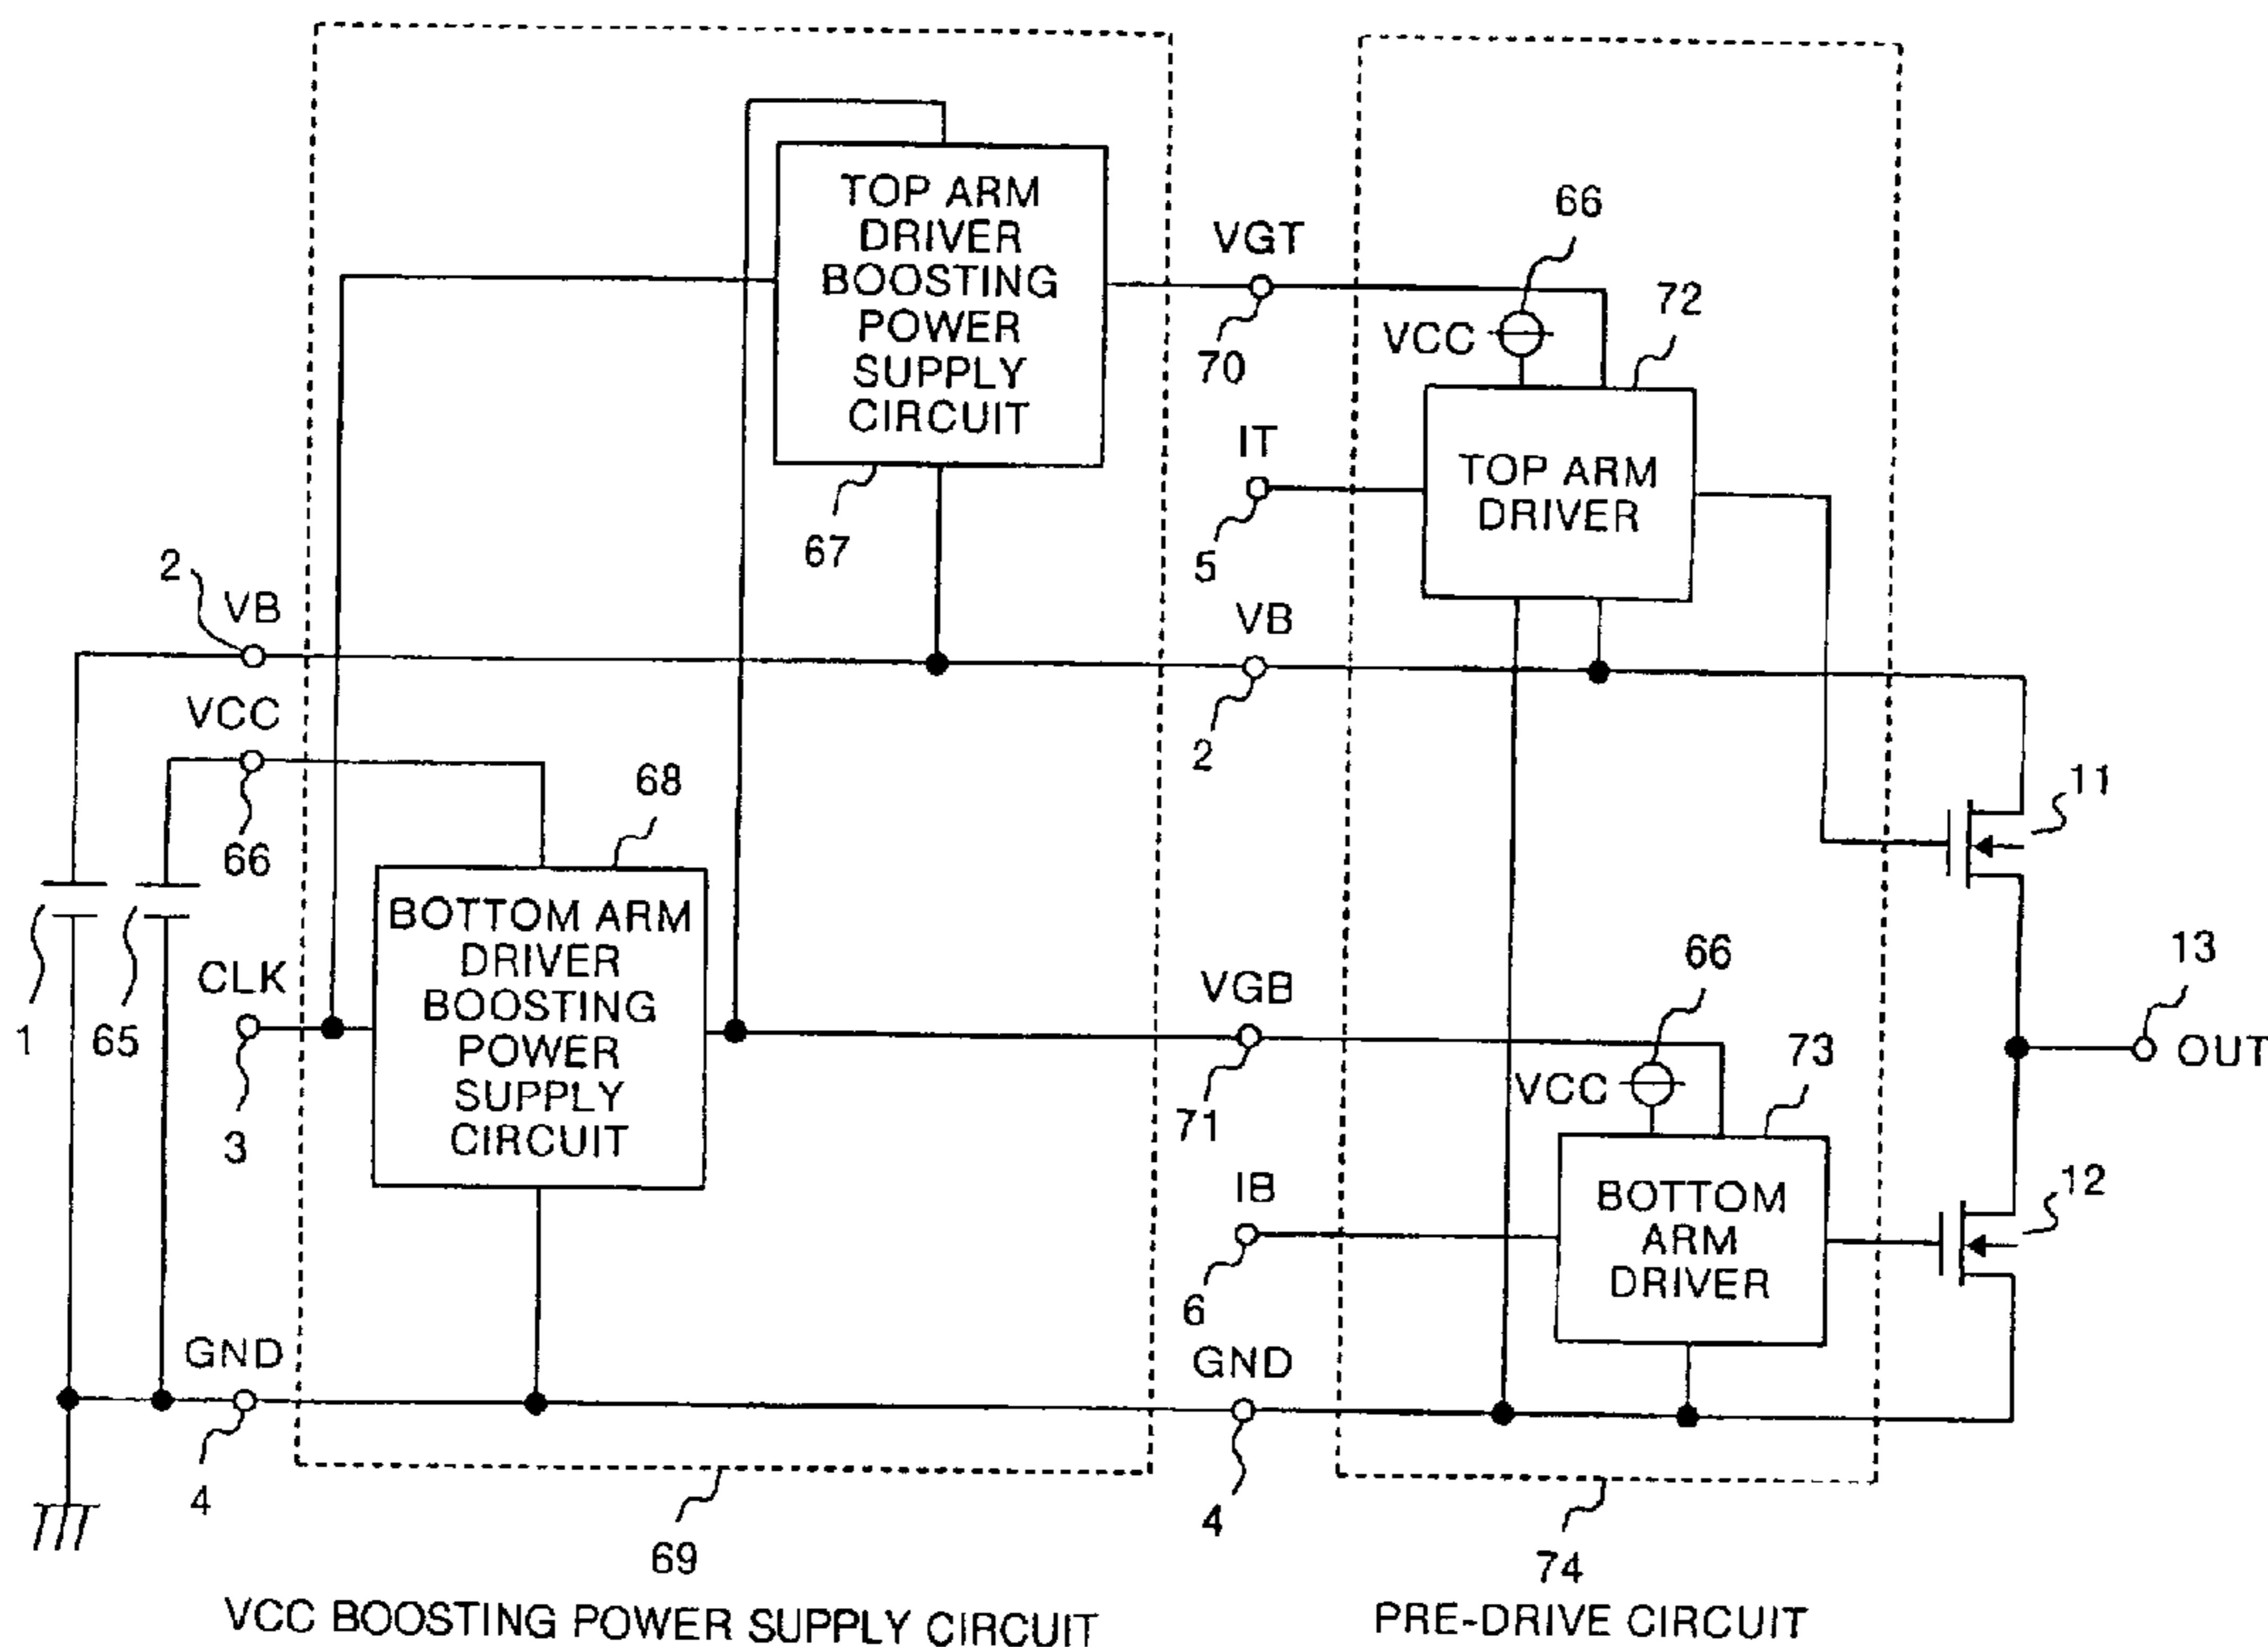 TOP ARM
DRIVER
BOOSTING
POWER
SUPPLY
CIRCUIT
67
VGT
70
66
VCC
72
IT
5
TOP ARM
DRIVER
2
VB
VB
2
VCC
66
68
11
1
65
CLK
3
BOTTOM ARM
DRIVER
BOOSTING
POWER
SUPPLY
CIRCUIT
VGB
71
66
VCC
73
13
OUT
IB
6
BOTTOM
ARM
DRIVER
12
GND
4
GND
4
69
74
VCC BOOSTING POWER SUPPLY CIRCUIT
PRE-DRIVE CIRCUIT